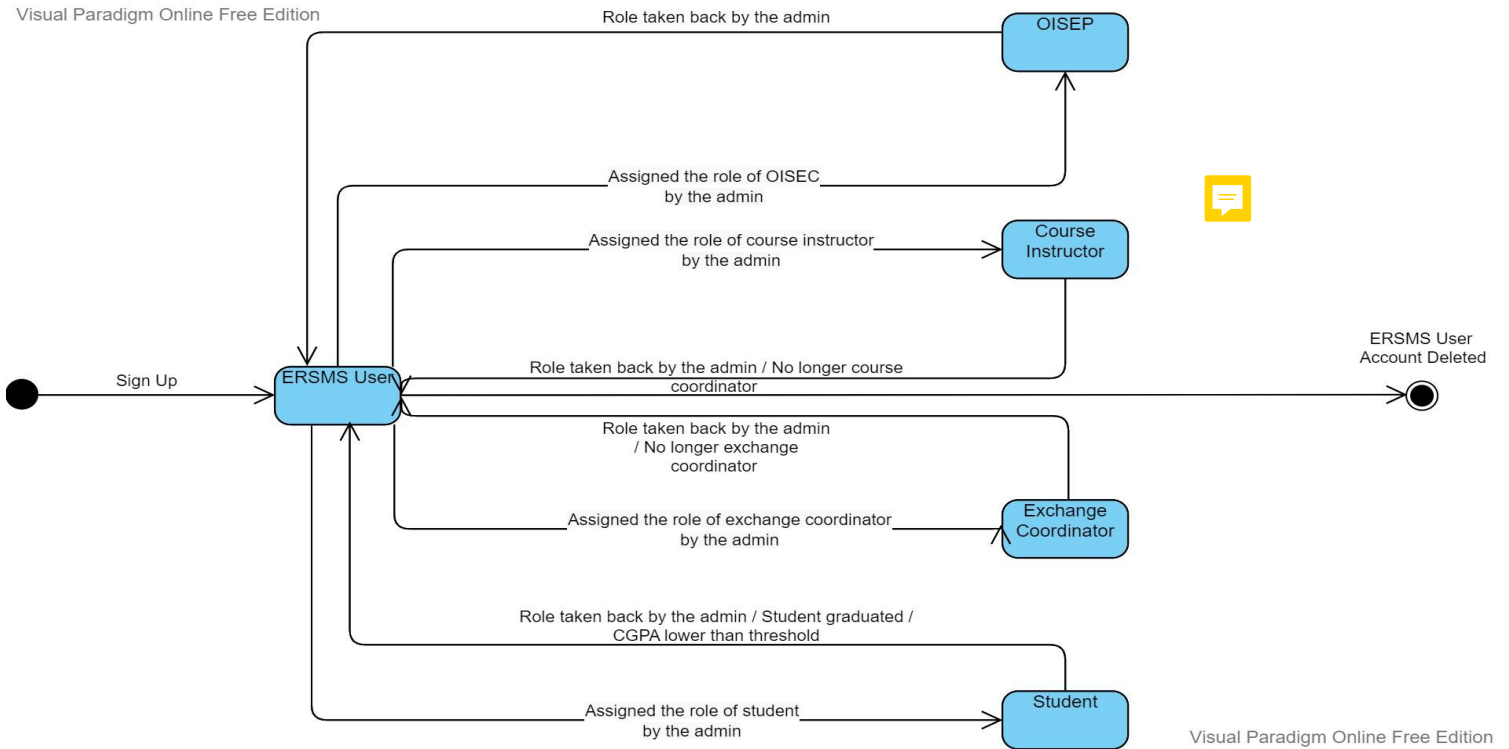 Visual Paradigm Online Free Edition
Role taken back by the admin
OISEP
Assigned the role of OISEC
by the admin
Course
Instructor
Assigned the role of course instructor
by the admin
ERSMS User
Account Deleted
Role taken back by the admin / No longer course
coordinator
Sign Up
ERSMS User
Role taken back by the admin
/ No longer exchange
coordinator
Exchange
Coordinator
Assigned the role of exchange coordinator
by the admin
Role taken back by the admin / Student graduated /
CGPA lower than threshold
Student
Assigned the role of student
by the admin
Visual Paradigm Online Free Edition